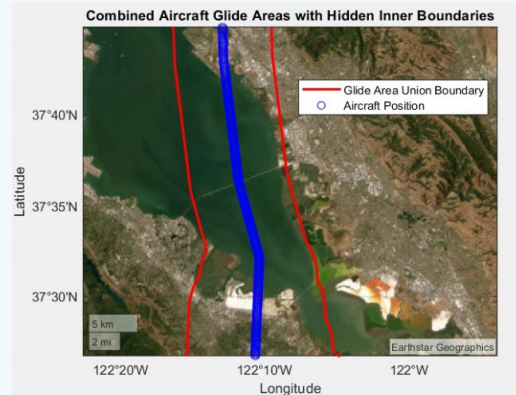 Combined Aircraft Glide Areas with Hidden Inner Boundaries
Glide Area Union Boundary
Aircraft Position
37°40'N
37°35'N
37°30'N
Latitude
5 km
2 mi
Earthstar Geographics
122°20'W
122°10'W
122°W
Longitude